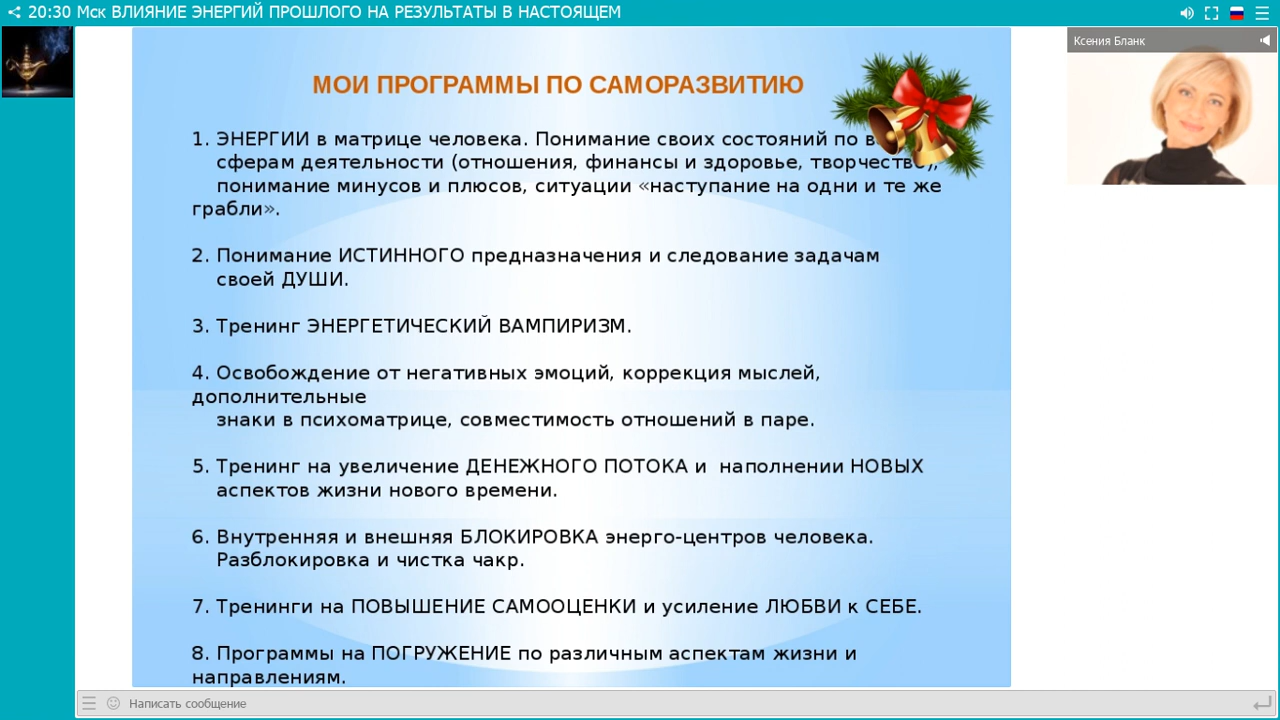 20:30 Мск ВЛИЯНИЕ ЭНЕРГИЙ ПРОШЛОГО НА РЕЗУЛЬТАТЫ В НАСТОЯЩЕМ
Ксения Бланк
МОИ ПРОГРАММЫ ПО САМОРАЗВИТИЮ
1. ЭНЕРГИИ в матрице человека. Понимание своих состояний по
сферам деятельности (отношения, финансы и здоровье, творчество),
понимание минусов и плюсов, ситуации «наступание на одни и те же
грабли».
2. Понимание ИСТИННОГО предназначения и следование задачам
своей ДУШИ.
3. Тренинг ЭНЕРГЕТИЧЕСКИЙ ВАМПИРИЗМ.
4. Освобождение от негативных эмоций, коррекция мыслей,
дополнительные
знаки в психоматрице, совместимость отношений в паре.
5. Тренинг на увеличение ДЕНЕЖНОГО ПОТОКА и  наполнении НОВЫХ
аспектов жизни нового времени.
6. Внутренняя и внешняя БЛОКИРОВКА энерго-центров человека.
Разблокировка и чистка чакр.
7. Тренинги на ПОВЫШЕНИЕ САМООЦЕНКИ и усиление ЛЮБВИ к СЕБЕ.
8. Программы на ПОГРУЖЕНИЕ по различным аспектам жизни и
направлениям.
Написать сообщение